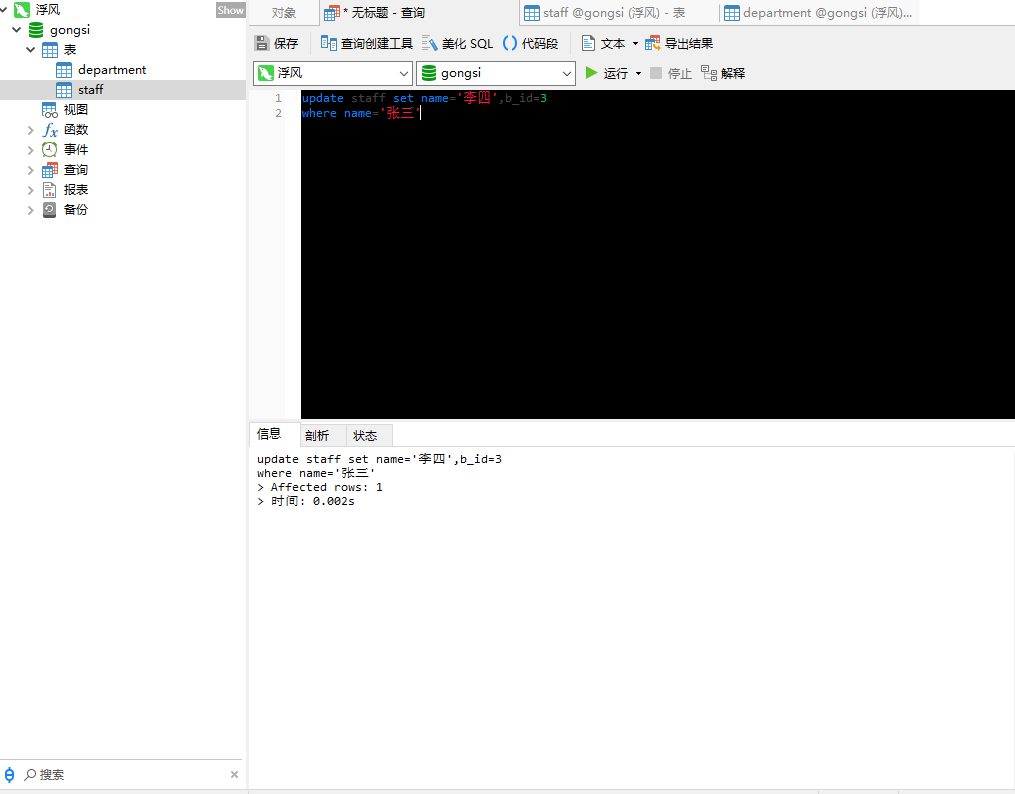 浮风
Show
gongsi
表
department
staff
视图
函数
事件
查询
报表
备份
搜索
对象
* 无标题 - 查询
staff @gongsi (浮风) - 表
department @gongsi (浮风)...
保存 查询创建工具 美化 SQL 代码段 文本 导出结果
浮风 gongsi 运行 停止 解释
1 update staff set name='李四',b_id=3
2 where name='张三'
信息 剖析 状态
update staff set name='李四',b_id=3
where name='张三'
> Affected rows: 1
> 时间: 0.002s